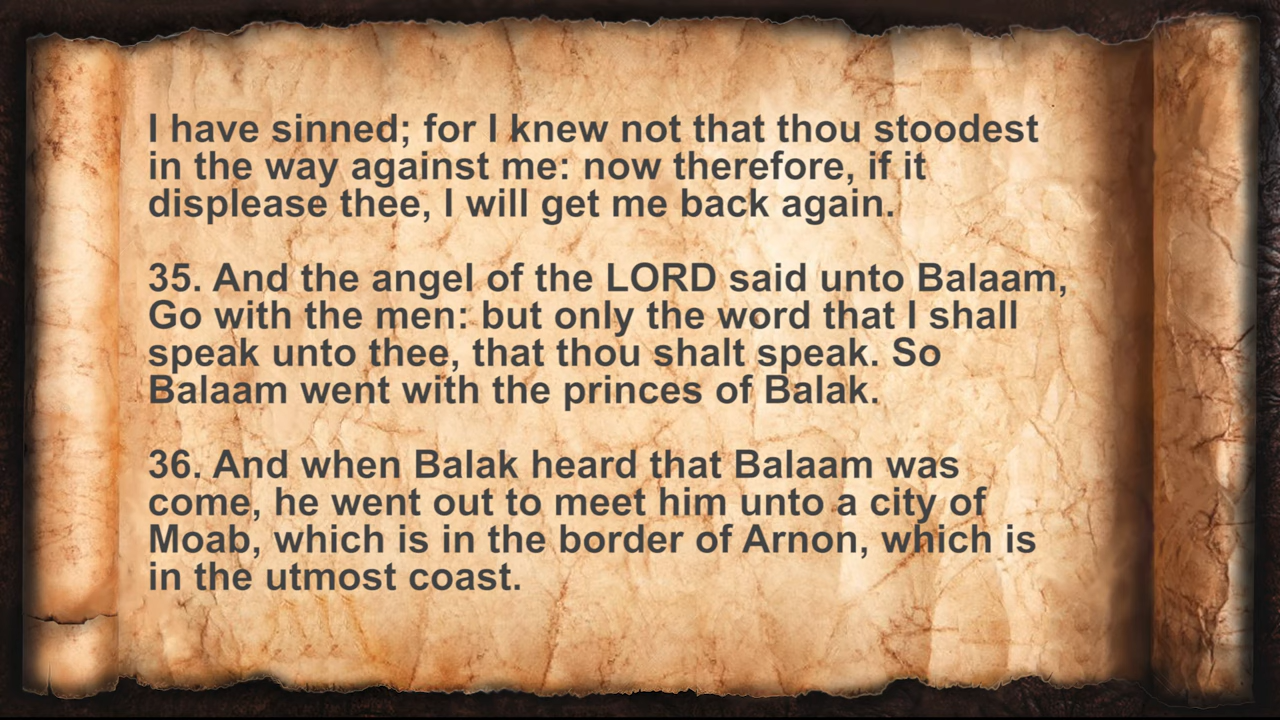 I have sinned; for I knew not that thou stoodest
in the way against me: now therefore, if it
displease thee, I will get me back again.
35. And the angel of the LORD said unto Balaam,
Go with the men: but only the word that I shall
speak unto thee, that thou shalt speak. So
Balaam went with the princes of Balak.
36. And when Balak heard that Balaam was
come, he went out to meet him unto a city of
Moab, which is in the border of Arnon, which is
in the utmost coast.